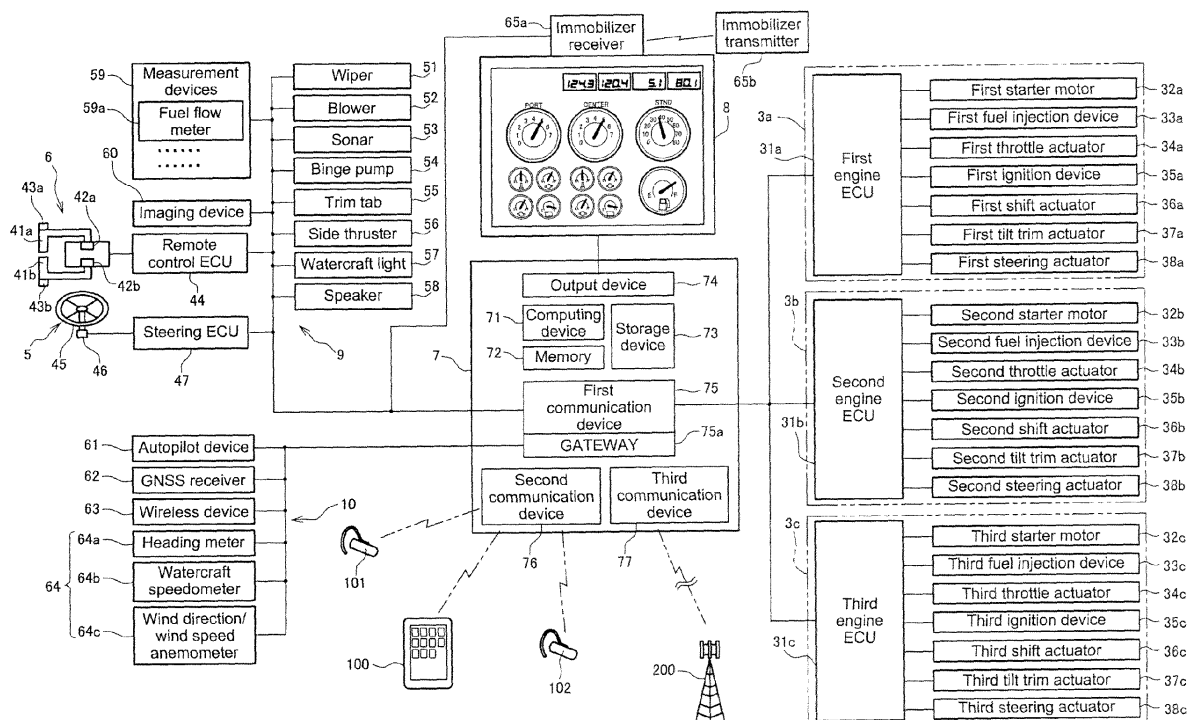 65a
Immobilizer
receiver
Immobilizer
transmitter
65b
59
Measurement
devices
59a
Fuel flow
meter
......
......
60
Imaging device
6
43a
42a
41a
41b
42b
43b
Remote
control ECU
44
5
45
46
Steering ECU
47
Wiper
51
Blower
52
Sonar
53
Binge pump
54
Trim tab
55
Side thruster
56
Watercraft light
57
Speaker
58
9
124.3
120.4
5.1
80.1
PORT
CENTER
STND
8
Output device
74
71
Computing
device
Storage
device
73
72
Memory
7
First
communication
device
75
GATEWAY
75a
Second
communication
device
76
Third
communication
device
77
61
Autopilot device
62
GNSS receiver
63
Wireless device
10
64
64a
Heading meter
64b
Watercraft
speedometer
64c
Wind direction/
wind speed
anemometer
101
100
102
200
3a
31a
First
engine
ECU
First starter motor
32a
First fuel injection device
33a
First throttle actuator
34a
First ignition device
35a
First shift actuator
36a
First tilt trim actuator
37a
First steering actuator
38a
3b
31b
Second
engine
ECU
Second starter motor
32b
Second fuel injection device
33b
Second throttle actuator
34b
Second ignition device
35b
Second shift actuator
36b
Second tilt trim actuator
37b
Second steering actuator
38b
3c
31c
Third
engine
ECU
Third starter motor
32c
Third fuel injection device
33c
Third throttle actuator
34c
Third ignition device
35c
Third shift actuator
36c
Third tilt trim actuator
37c
Third steering actuator
38c